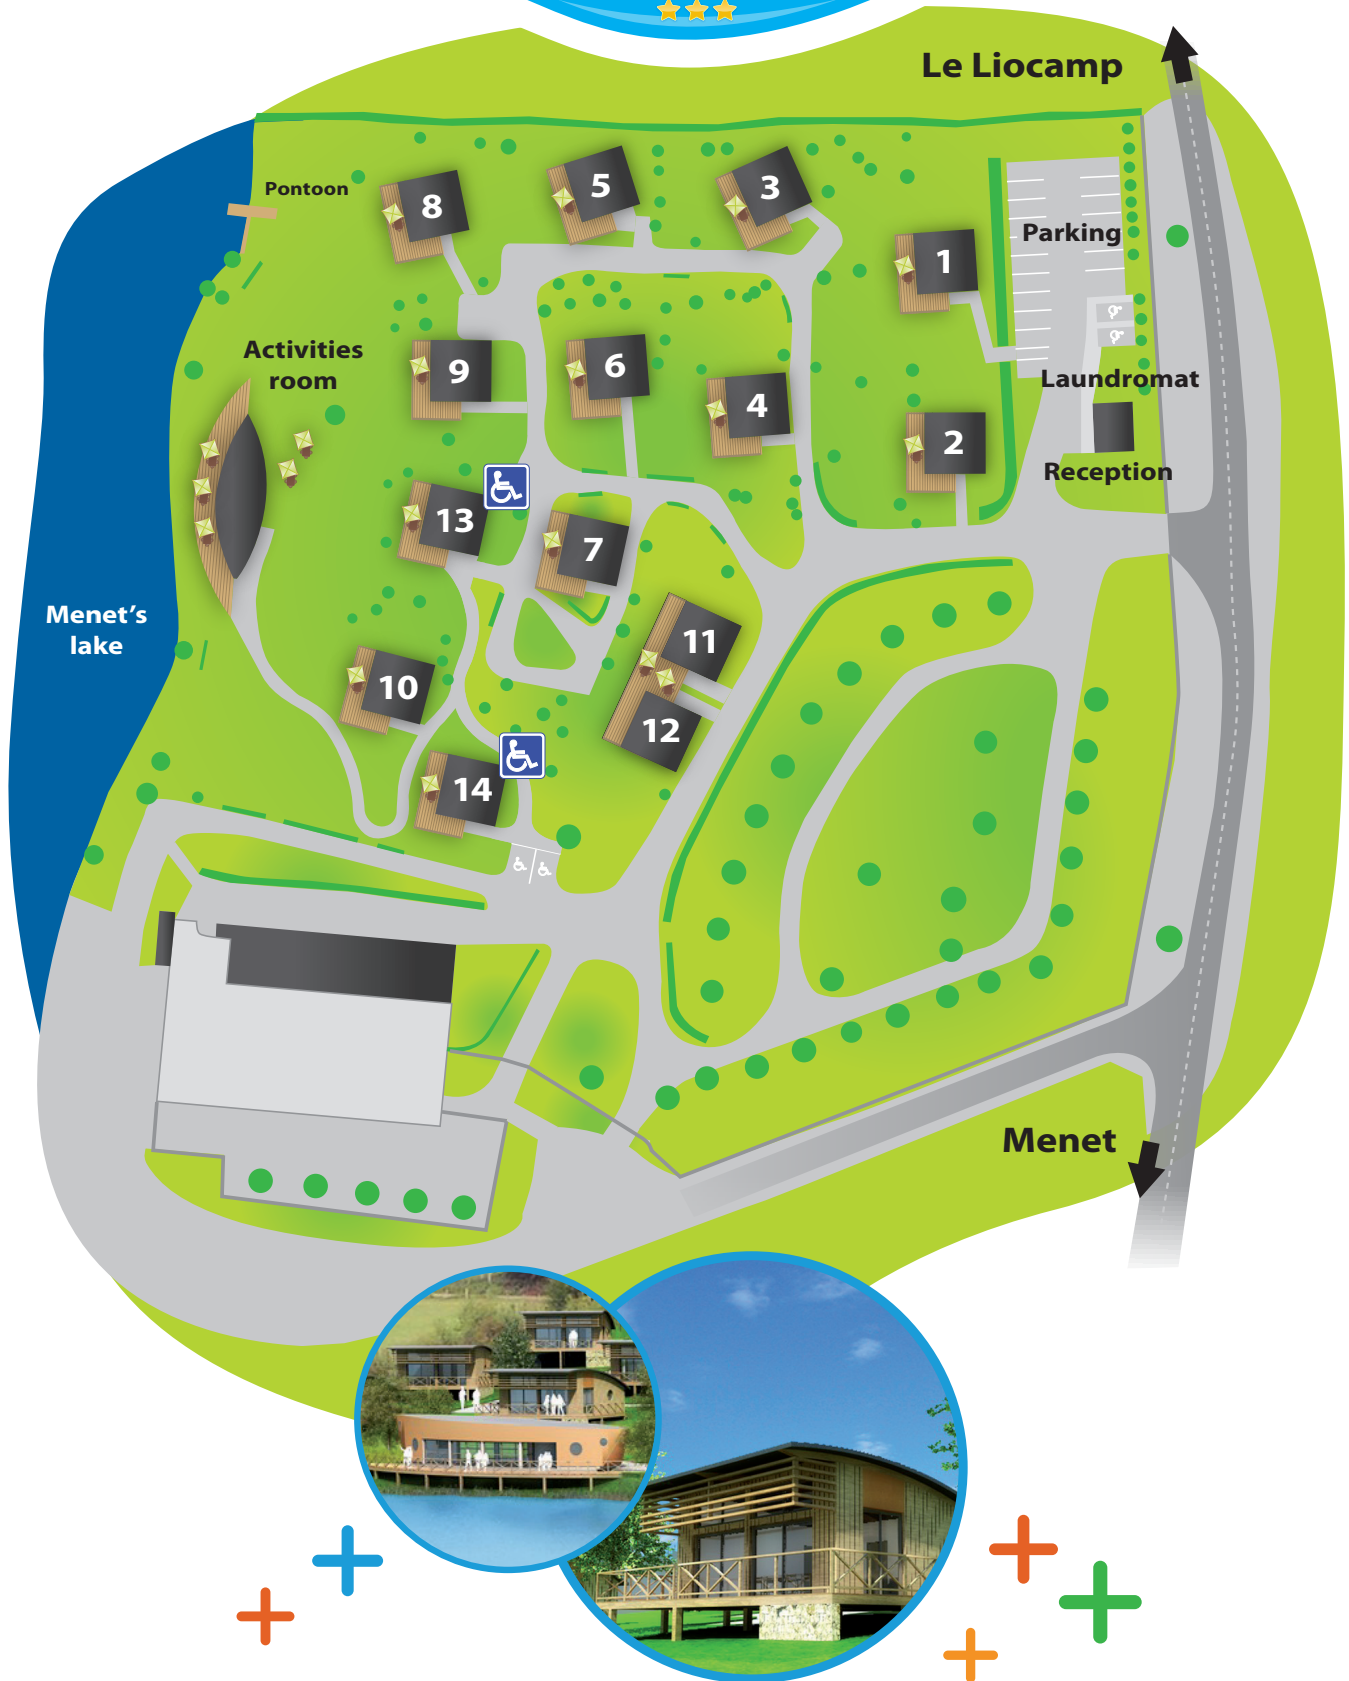 Le Liocamp
Pontoon
8
5
3
1
Parking
Activities
room
9
6
4
2
Laundromat
Reception
13
7
Menet's
lake
11
10
12
14
Menet